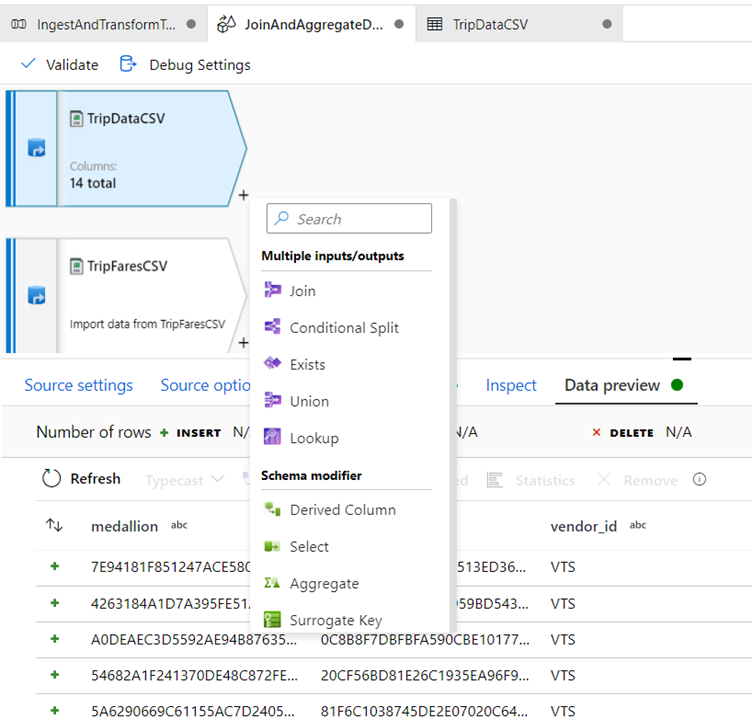 IngestAndTransformT... JoinAndAggregateD... TripDataCSV
Validate Debug Settings
TripDataCSV
Columns:
14 total
TripFaresCSV
Import data from TripFaresCSV
Search
Multiple inputs/outputs
Join
Conditional Split
Exists
Union
Lookup
Schema modifier
Derived Column
Select
Aggregate
Surrogate Key
Source settings Source optio Inspect Data preview
Number of rows + INSERT N/ /A × DELETE N/A
Refresh Typecast ed Statistics Remove
medallion abc vendor_id abc
+ 7E94181F851247ACE580 513ED36... VTS
+ 4263184A1D7A395FE51 959BD543... VTS
+ A0DEAEC3D5592AE94B87635... 0C8B8F7DBFBFA590CBE10177... VTS
+ 54682A1F241370DE48C872FE... 20CF56BD81E26C1935EA96F9... VTS
+ 5A6290669C61155AC7D2405... 81F6C1038745DE2E07020C64... VTS